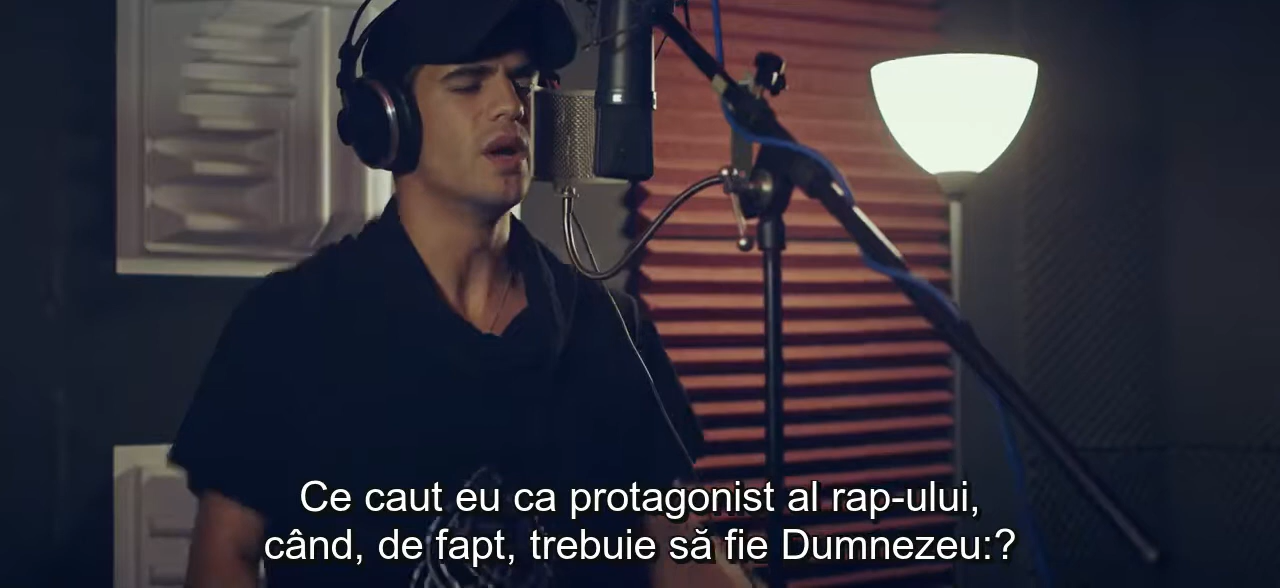 Ce caut eu ca protagonist al rap-ului,
când, de fapt, trebuie să fie Dumnezeu:?